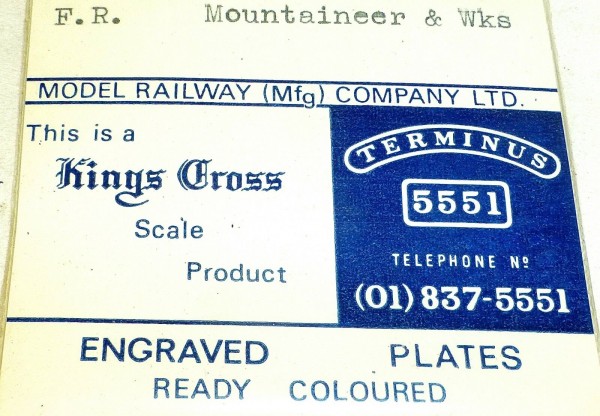 F.R. Mountaineer & Wks
MODEL RAILWAY (Mfg) COMPANY LTD.
This is a
Kings Cross
Scale
Product
TERMINUS
5551
TELEPHONE Nº
(01) 837-5551
ENGRAVED PLATES
READY COLOURED